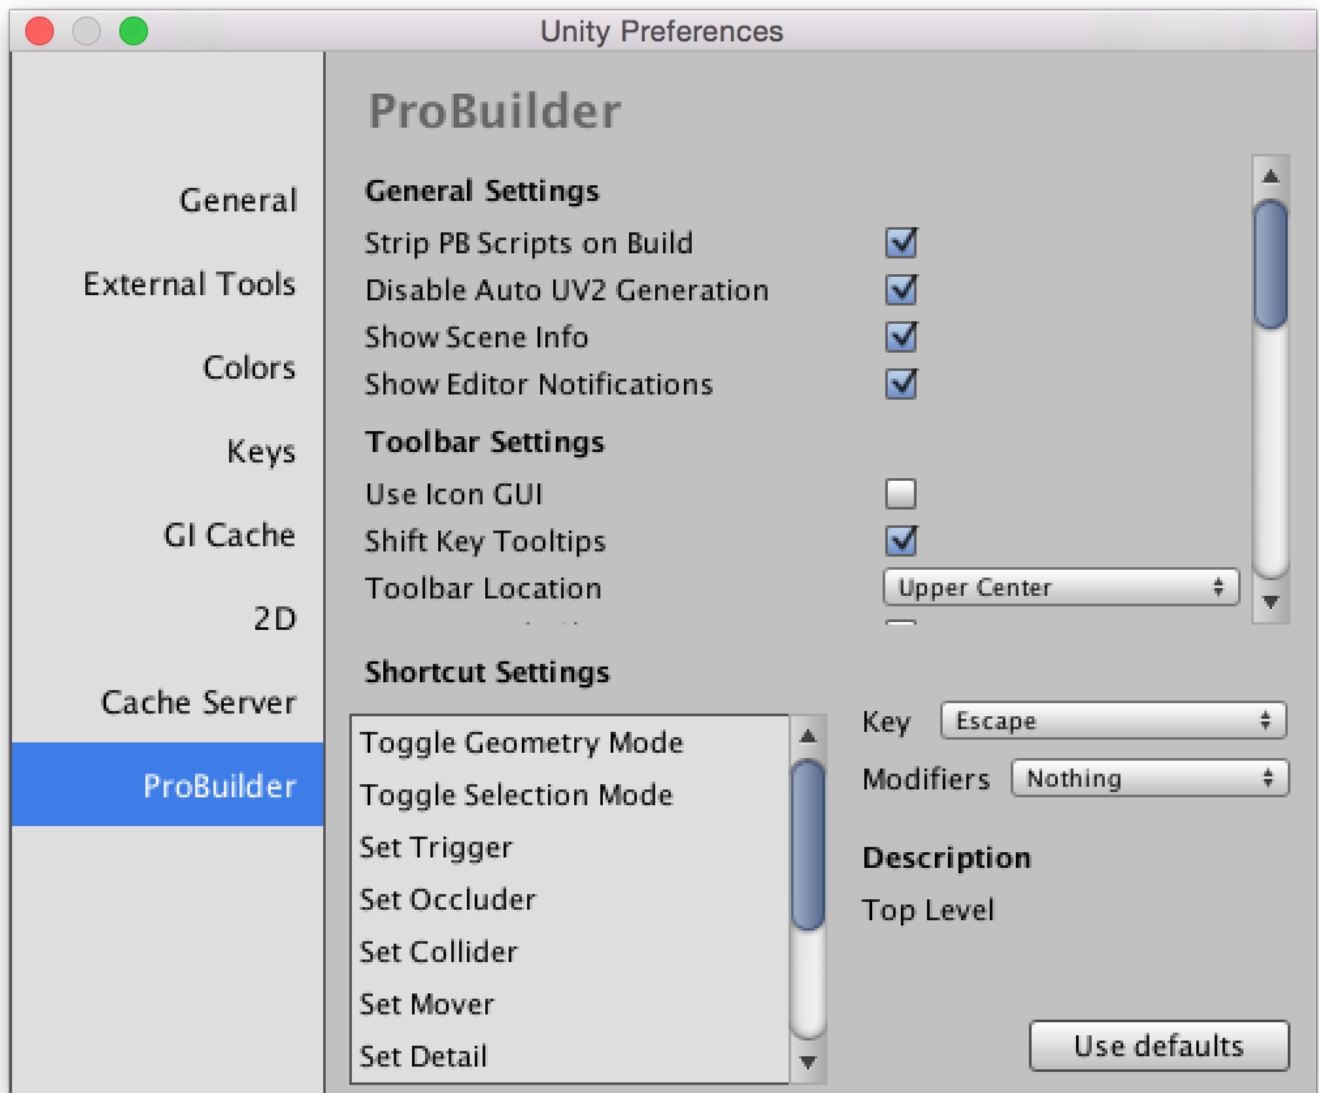 Unity Preferences
General
External Tools
Colors
Keys
GI Cache
2D
Cache Server
ProBuilder
ProBuilder
General Settings
Strip PB Scripts on Build
Disable Auto UV2 Generation
Show Scene Info
Show Editor Notifications
Toolbar Settings
Use Icon GUI
Shift Key Tooltips
Toolbar Location Upper Center
Shortcut Settings
Toggle Geometry Mode
Toggle Selection Mode
Set Trigger
Set Occluder
Set Collider
Set Mover
Set Detail
Key Escape
Modifiers Nothing
Description
Top Level
Use defaults